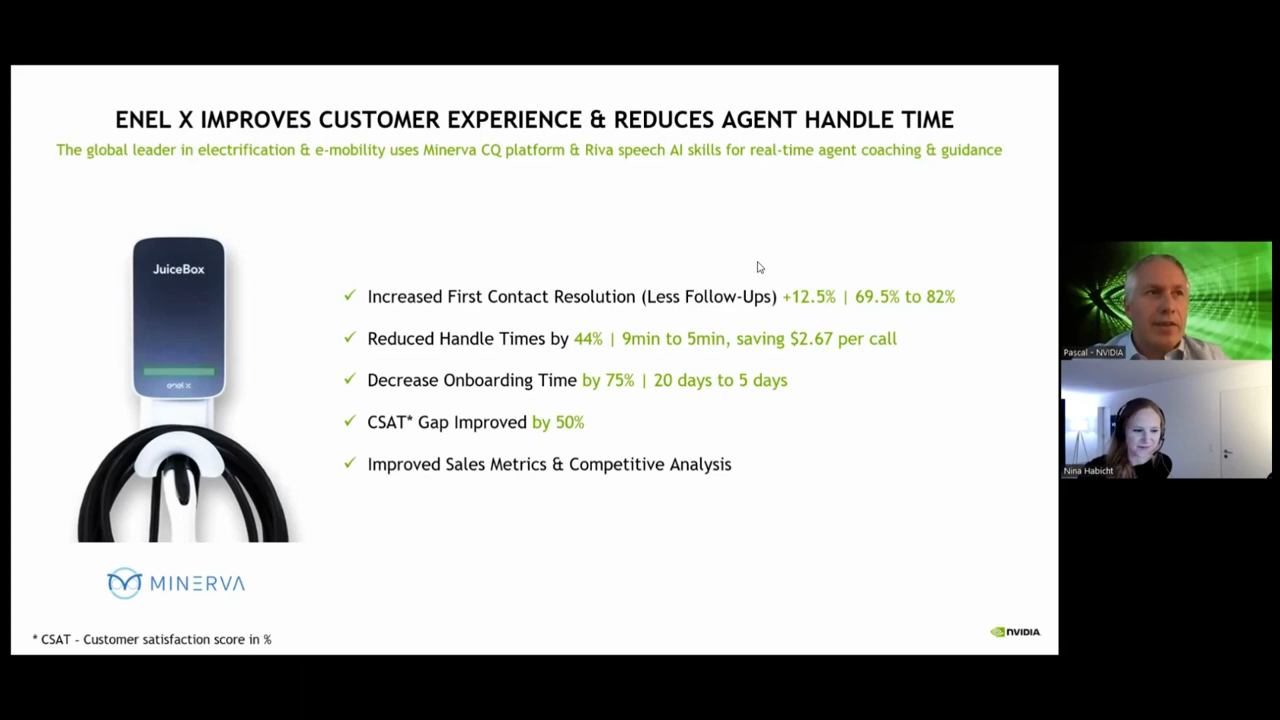 ENEL X IMPROVES CUSTOMER EXPERIENCE & REDUCES AGENT HANDLE TIME
The global leader in electrification & e-mobility uses Minerva CQ platform & Riva speech AI skills for real-time agent coaching & guidance
JuiceBox
enel x
✓ Increased First Contact Resolution (Less Follow-Ups) +12.5% | 69.5% to 82%
✓ Reduced Handle Times by 44% | 9min to 5min, saving $2.67 per call
✓ Decrease Onboarding Time by 75% | 20 days to 5 days
✓ CSAT* Gap Improved by 50%
✓ Improved Sales Metrics & Competitive Analysis
MINERVA
* CSAT - Customer satisfaction score in %
NVIDIA
Pascal - NVIDIA
Nina Habicht